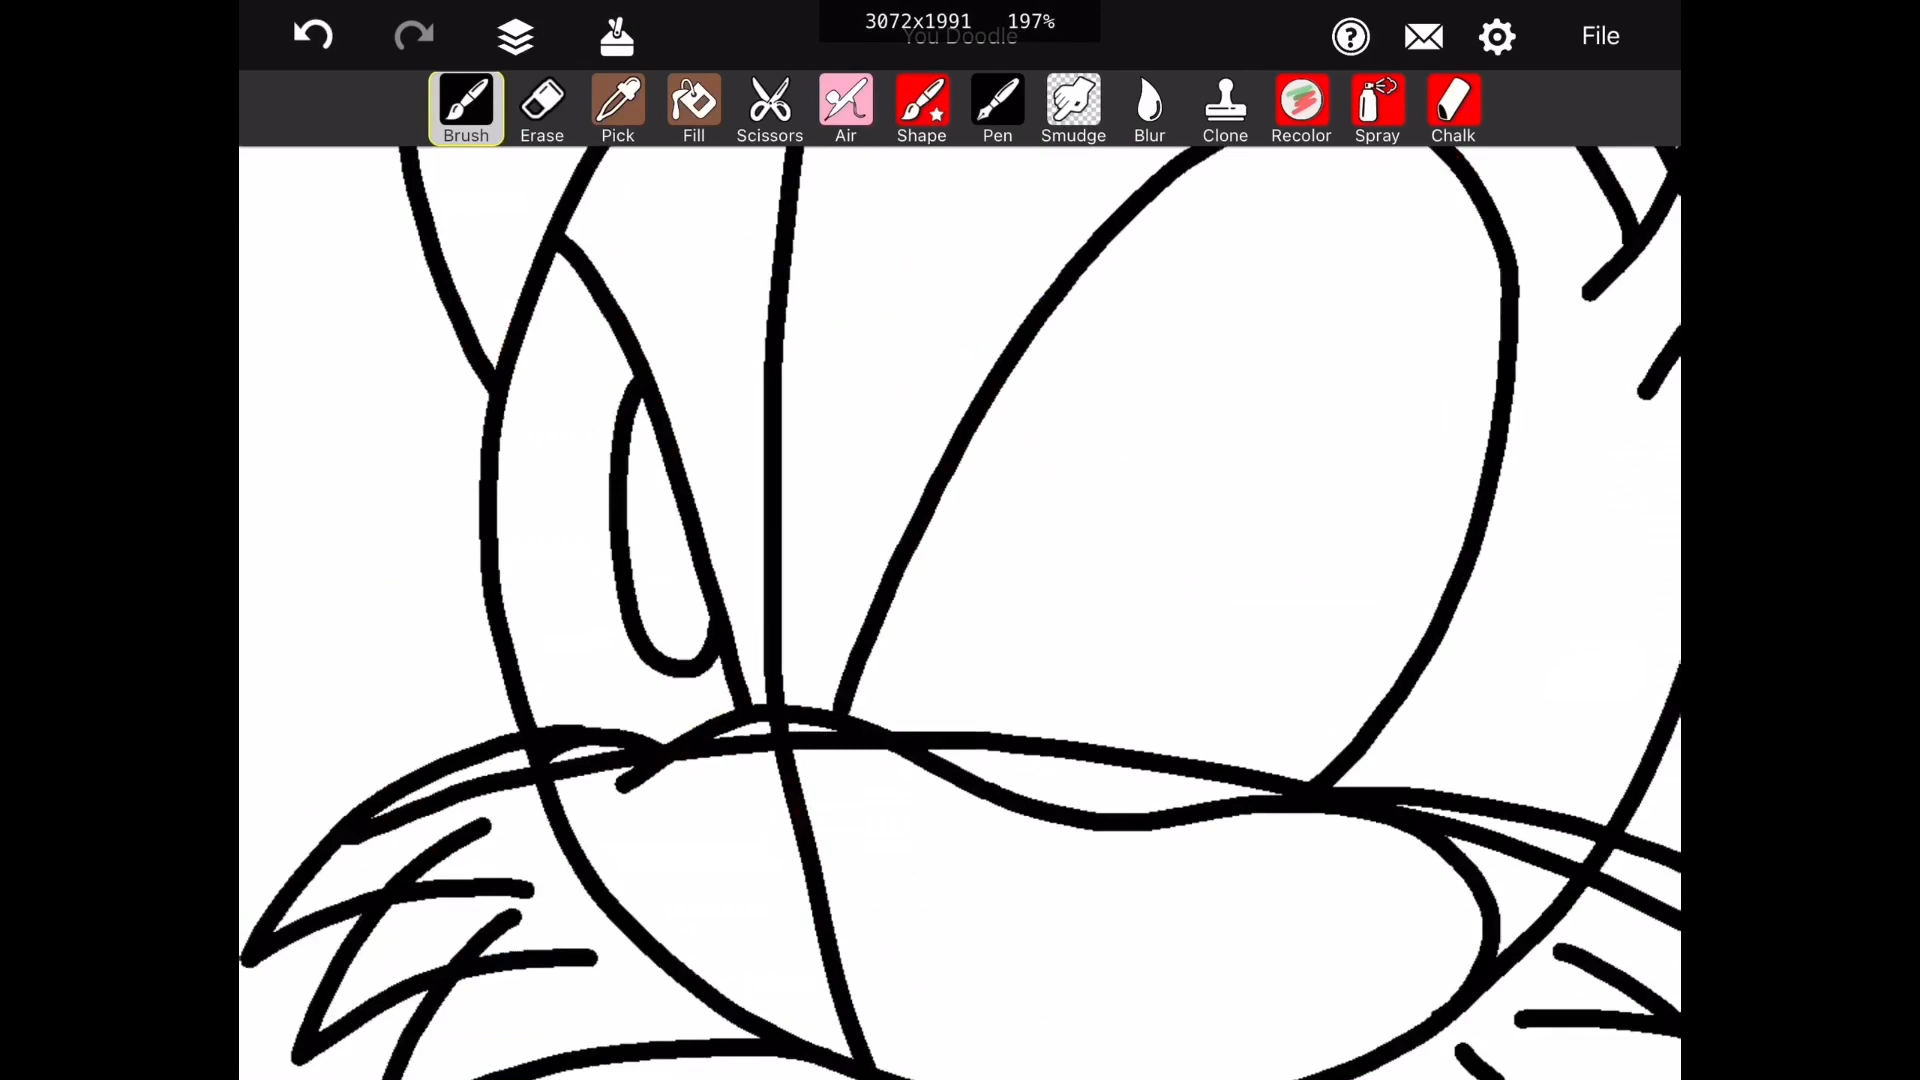 3072x1991 197%
You Doodle
File
Brush Erase Pick Fill Scissors Air Shape Pen Smudge Blur Clone Recolor Spray Chalk